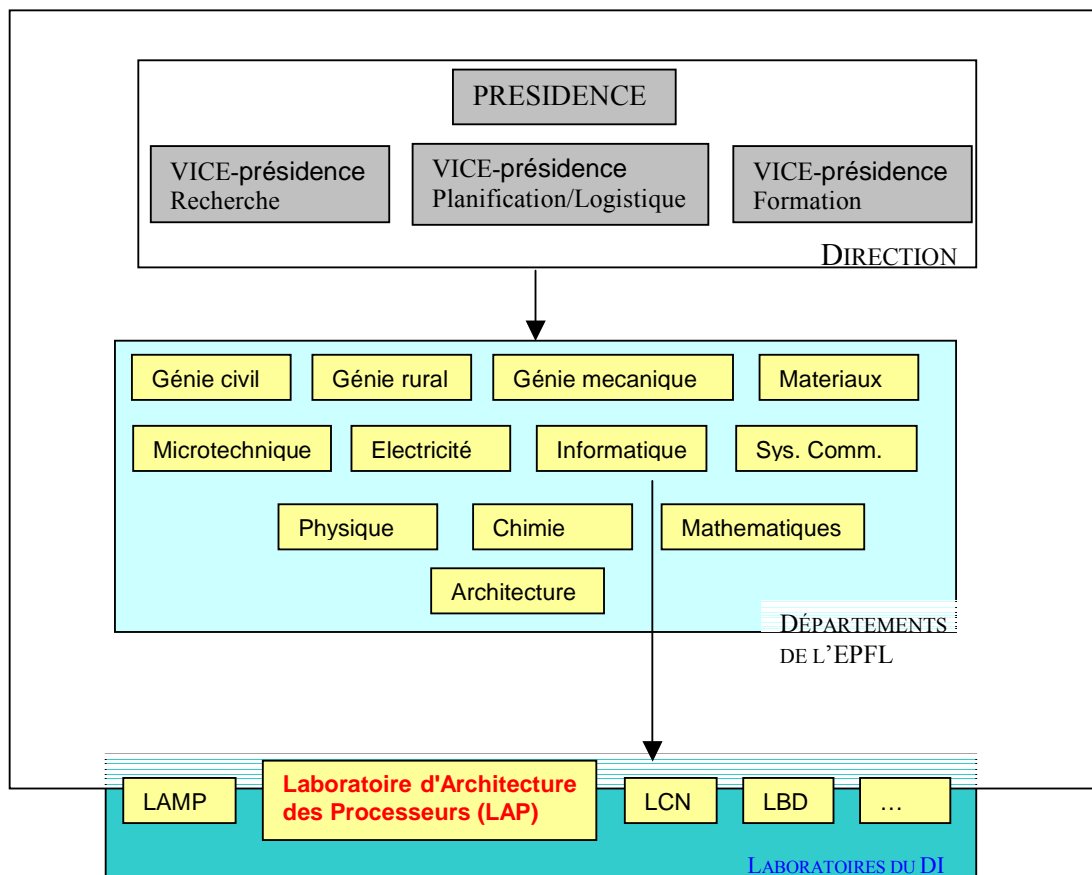 PRESIDENCE
VICE-présidence
Recherche
VICE-présidence
Planification/Logistique
VICE-présidence
Formation
DIRECTION
Génie civil
Génie rural
Génie mecanique
Materiaux
Microtechnique
Electricité
Informatique
Sys. Comm.
Physique
Chimie
Mathematiques
Architecture
DÉPARTEMENTS
DE L'EPFL
LAMP
Laboratoire d'Architecture
des Processeurs (LAP)
LCN
LBD
…
LABORATOIRES DU DI